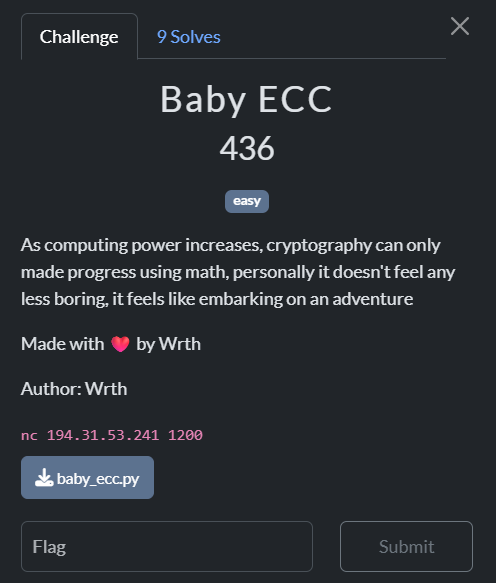 Challenge
9 Solves
Baby ECC
436
easy
As computing power increases, cryptography can only
made progress using math, personally it doesn't feel any
less boring, it feels like embarking on an adventure
Made with ❤️ by Wrth
Author: Wrth
nc 194.31.53.241 1200
baby_ecc.py
Flag
Submit